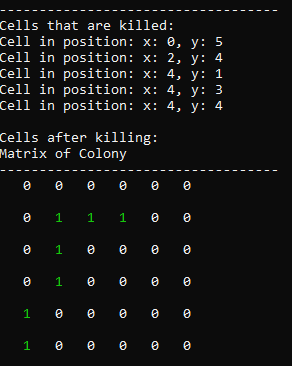 -----------------------------------
Cells that are killed:
Cell in position: x: 0, y: 5
Cell in position: x: 2, y: 4
Cell in position: x: 4, y: 1
Cell in position: x: 4, y: 3
Cell in position: x: 4, y: 4
Cells after killing:
Matrix of Colony
-----------------------------------
0 0 0 0 0 0
0 1 1 1 0 0
0 1 0 0 0 0
0 1 0 0 0 0
1 0 0 0 0 0
1 0 0 0 0 0